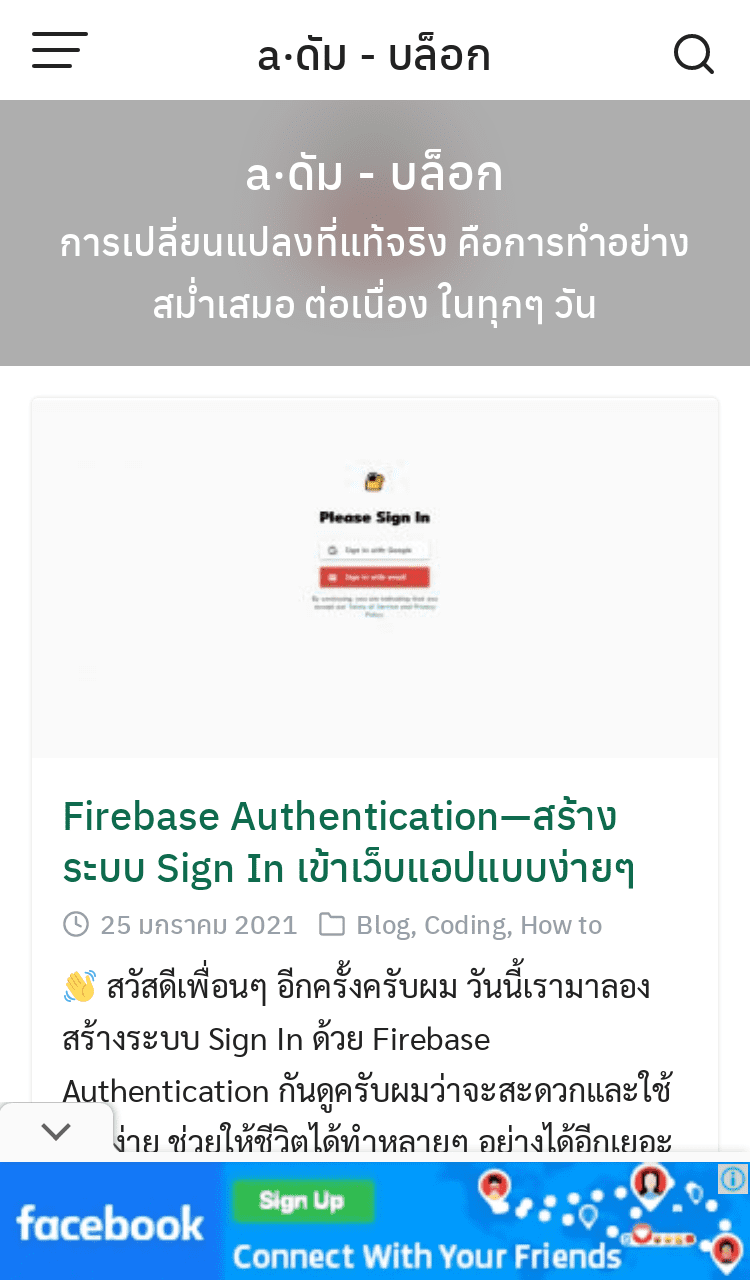 a·ดัม - บล็อก
a·ดัม - บล็อก
การเปลี่ยนแปลงที่แท้จริง คือการทำอย่าง
สม่ำเสมอ ต่อเนื่อง ในทุกๆ วัน
Please Sign In
Sign in with Google
Sign in with email
By continuing, you are indicating that you
accept our Terms of Service and Privacy
Policy.
Firebase Authentication—สร้าง
ระบบ Sign In เข้าเว็บแอปแบบง่ายๆ
25 มกราคม 2021 Blog, Coding, How to
👋 สวัสดีเพื่อนๆ อีกครั้งครับผม วันนี้เรามาลอง
สร้างระบบ Sign In ด้วย Firebase
Authentication กันดูครับผมว่าจะสะดวกและใช้
ง่าย ช่วยให้ชีวิตได้ทำหลายๆ อย่างได้อีกเยอะ
facebook
Sign Up
Connect With Your Friends